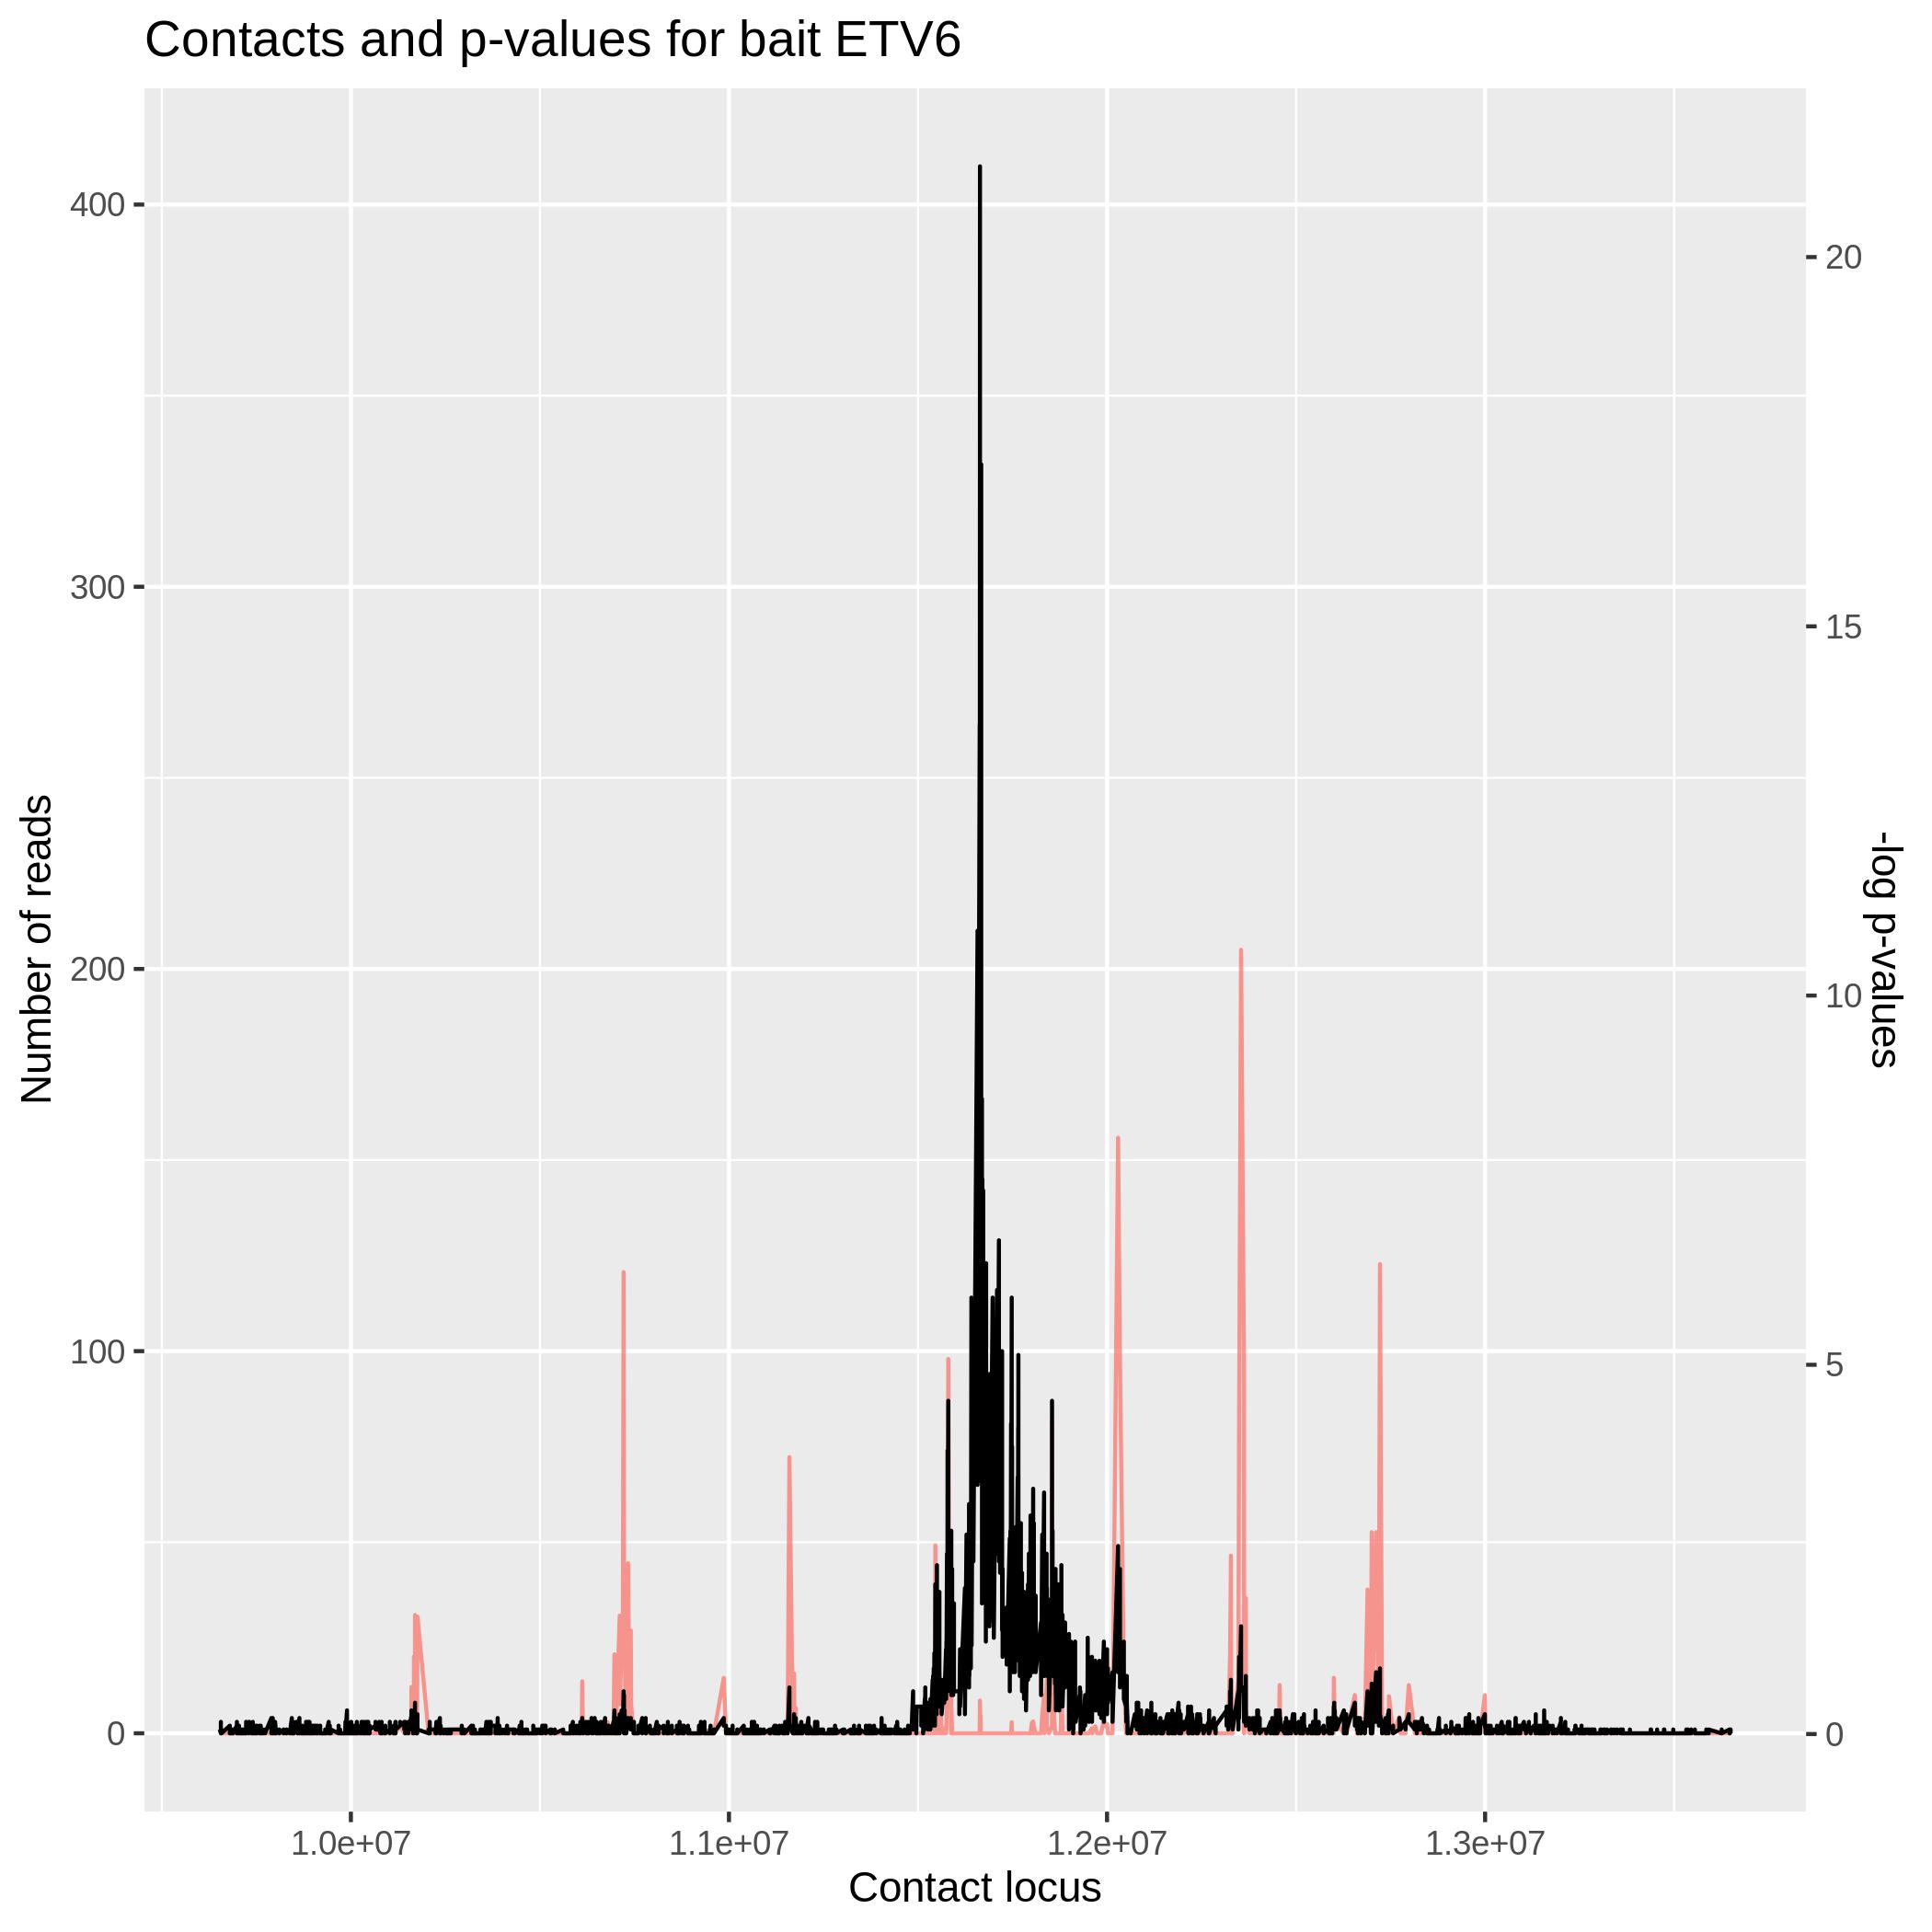 Contacts and p-values for bait ETV6
400
300
200
100
0
Number of reads
20
15
10
5
0
-log p-values
1.0e+07 1.1e+07 1.2e+07 1.3e+07
Contact locus